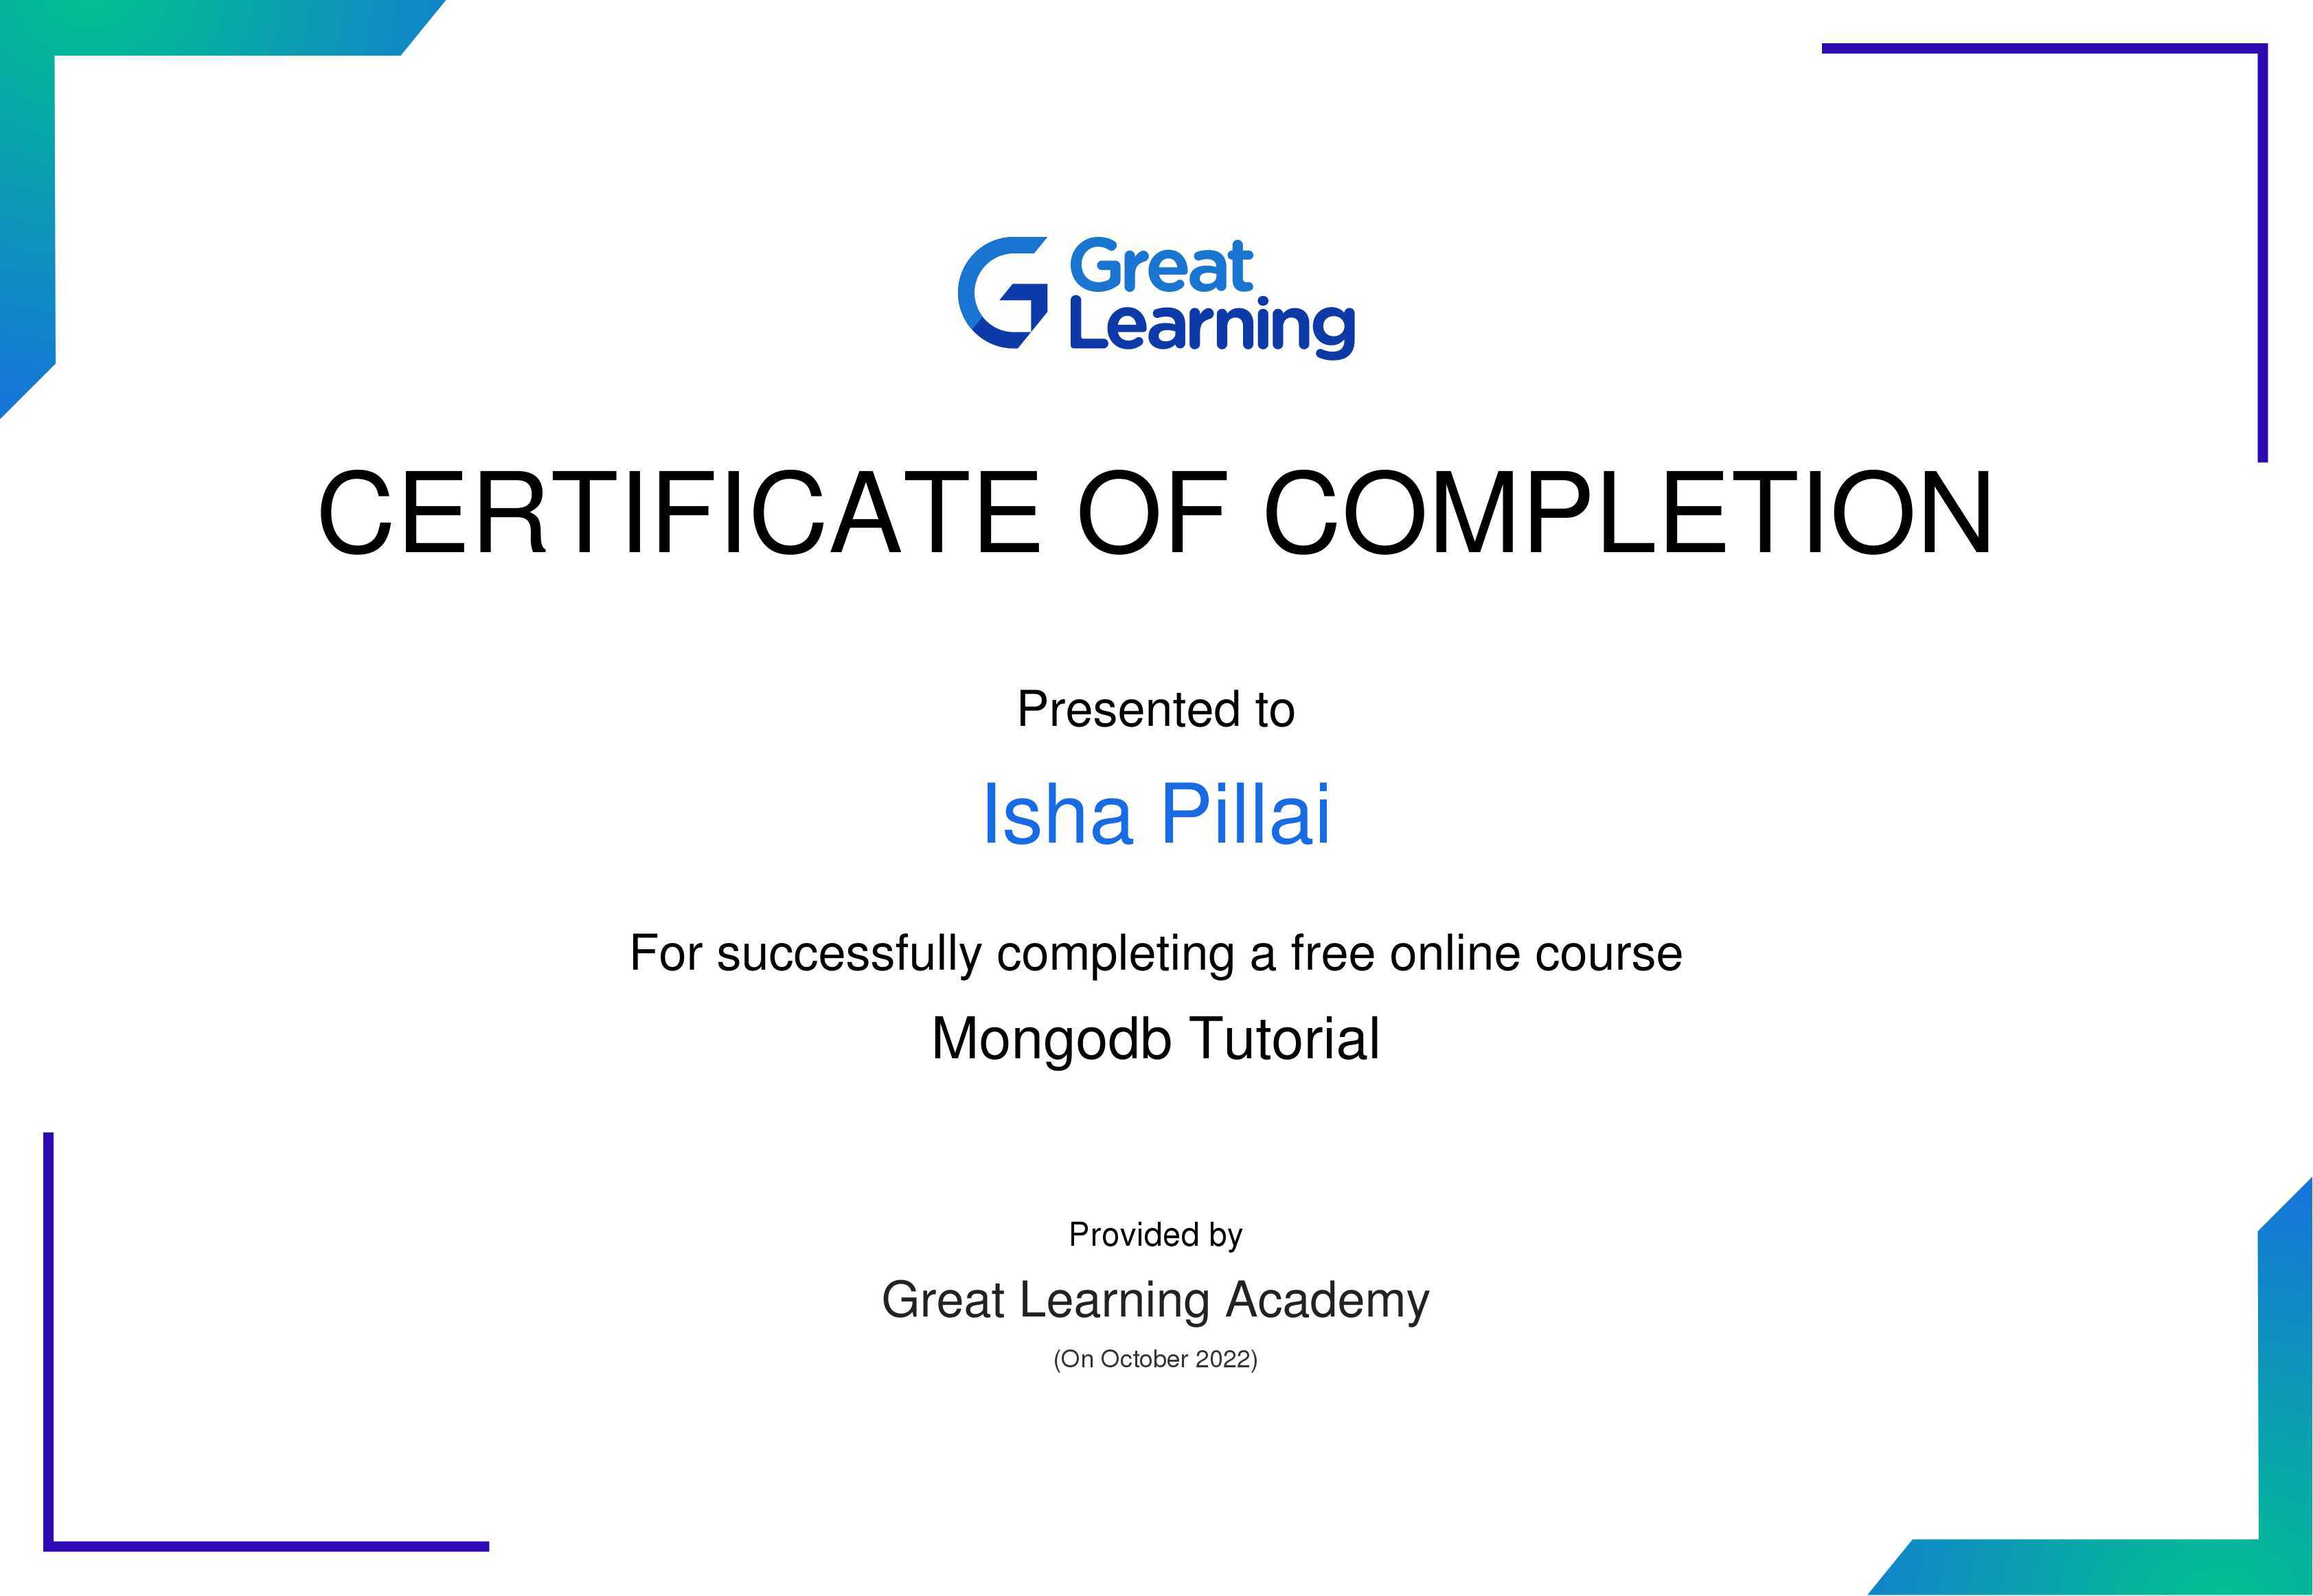 Great
Learning
CERTIFICATE OF COMPLETION
Presented to
Isha Pillai
For successfully completing a free online course
Mongodb Tutorial
Provided by
Great Learning Academy
(On October 2022)